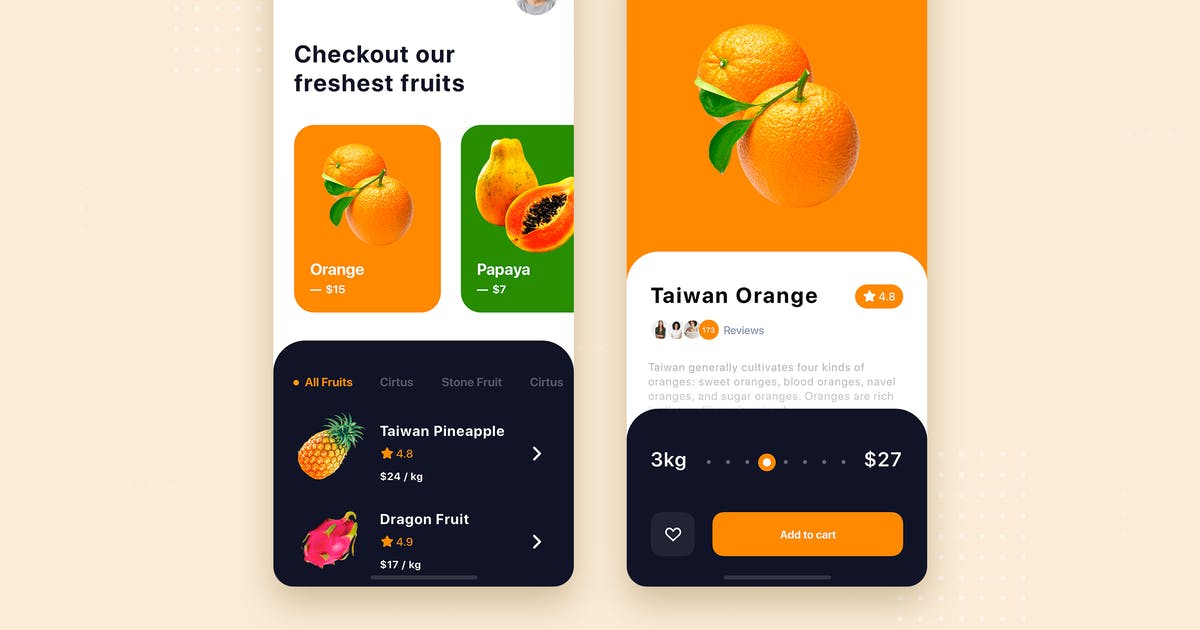 Checkout our
freshest fruits
Orange
— $15
Papaya
— $7
All Fruits
Cirtus
Stone Fruit
Cirtus
Taiwan Pineapple
4.8
$24 / kg
Dragon Fruit
4.9
$17 / kg
Taiwan Orange
4.8
173
Reviews
Taiwan generally cultivates four kinds of
oranges: sweet oranges, blood oranges, navel
oranges, and sugar oranges. Oranges are rich
3kg
$27
Add to cart